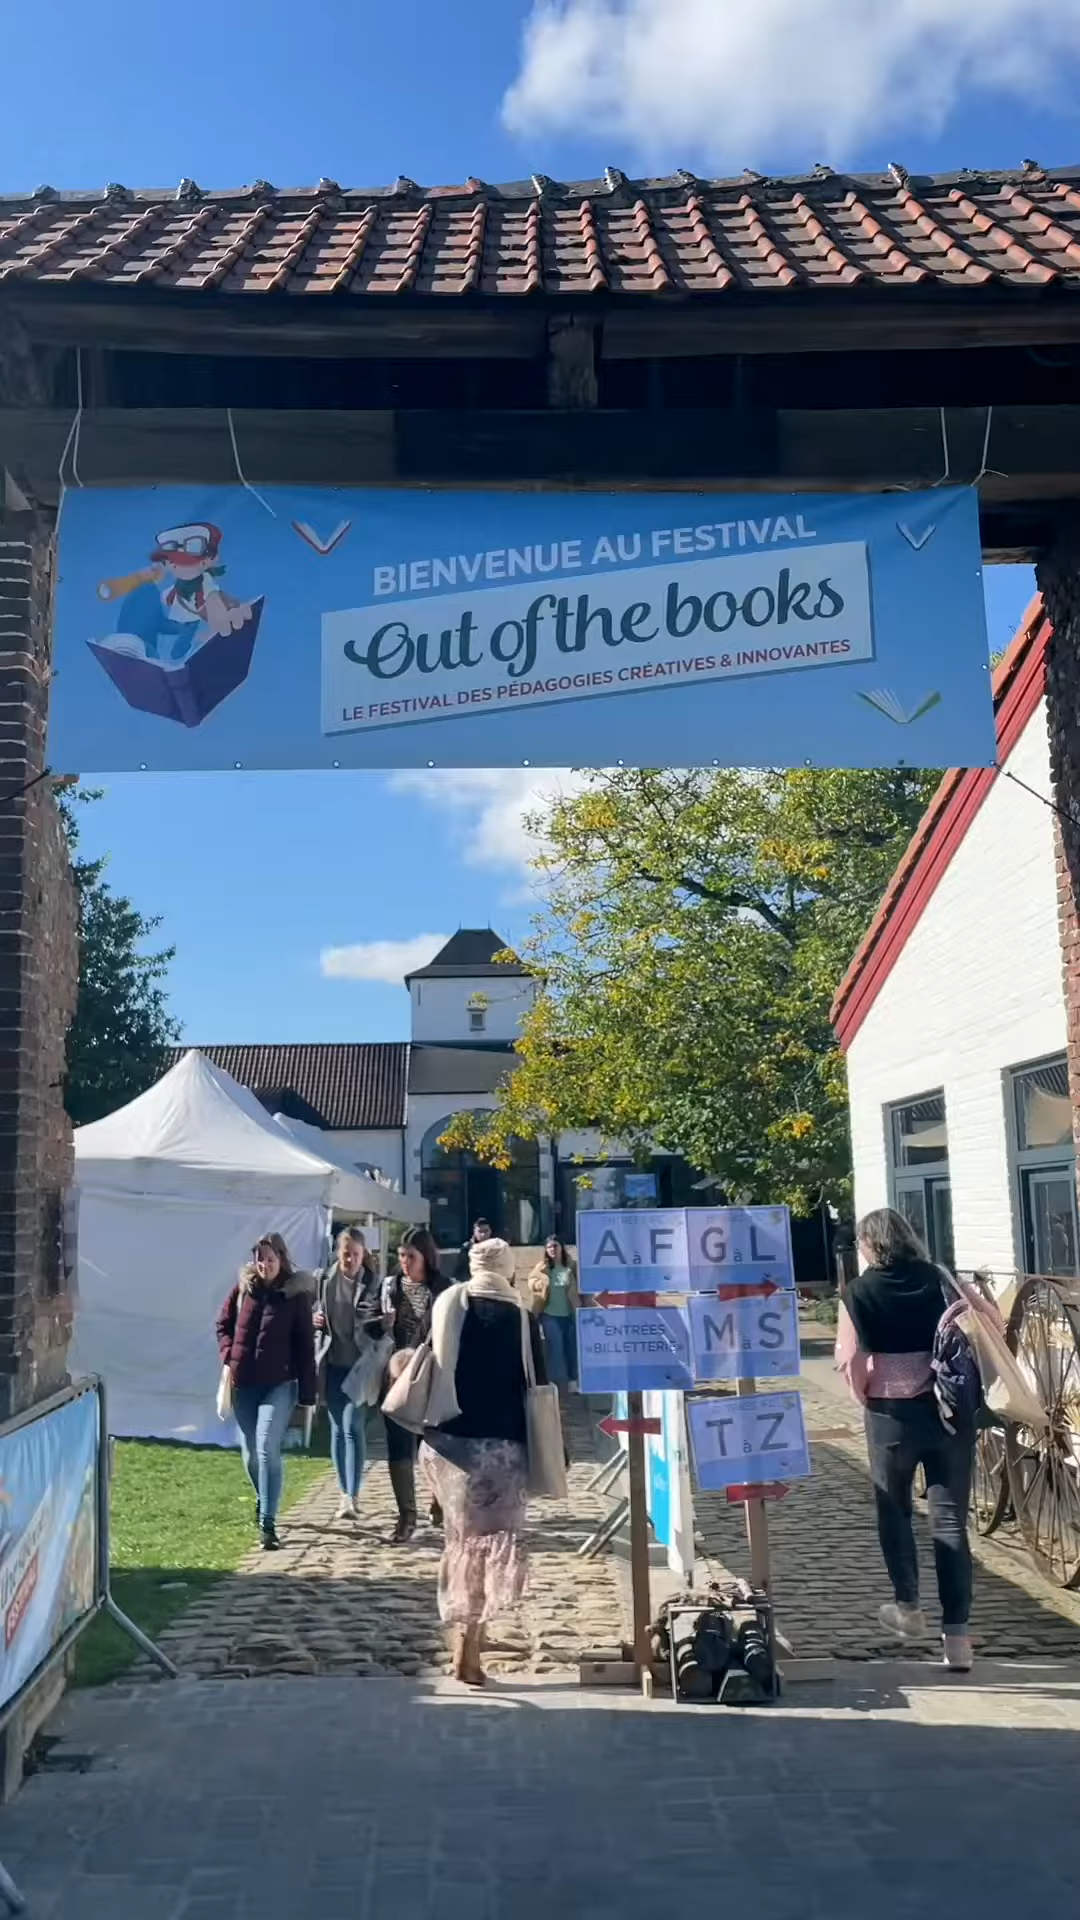 BIENVENUE AU FESTIVAL
Out of the books
LE FESTIVAL DES PÉDAGOGIES CRÉATIVES & INNOVANTES
A à F
G à L
ENTRÉES
«BILLETTERIE»
M à S
T à Z